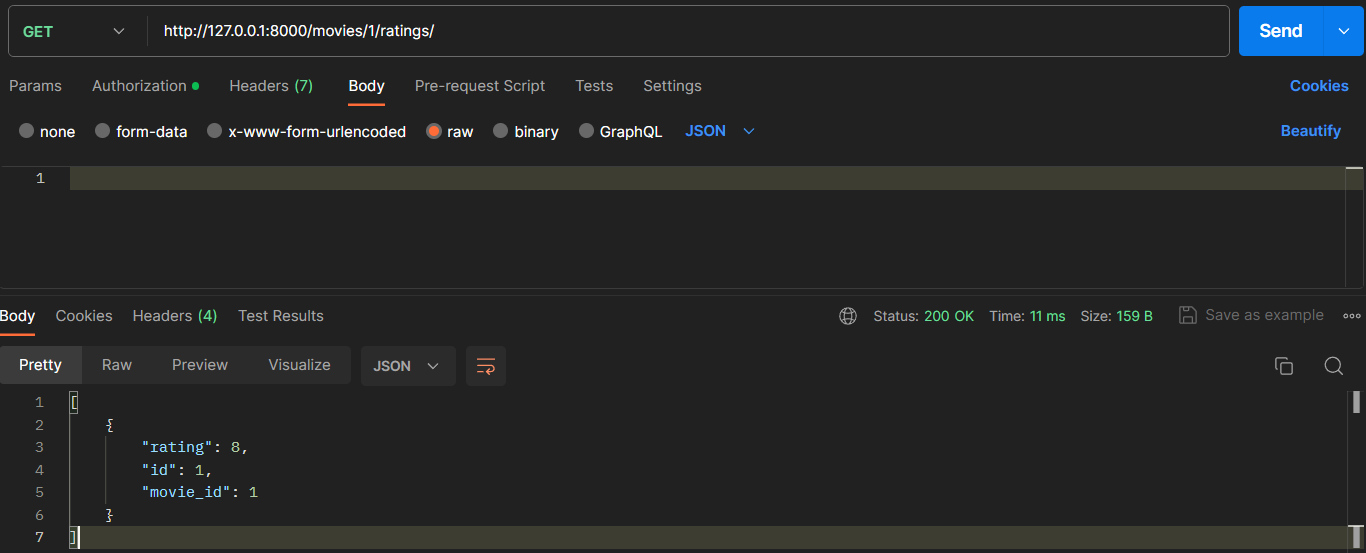 GET http://127.0.0.1:8000/movies/1/ratings/ Send
Params Authorization Headers (7) Body Pre-request Script Tests Settings Cookies
none form-data x-www-form-urlencoded raw binary GraphQL JSON Beautify
1
Body Cookies Headers (4) Test Results Status: 200 OK Time: 11 ms Size: 159 B Save as example
Pretty Raw Preview Visualize JSON
1 [
2 {
3 "rating": 8,
4 "id": 1,
5 "movie_id": 1
6 }
7 ]